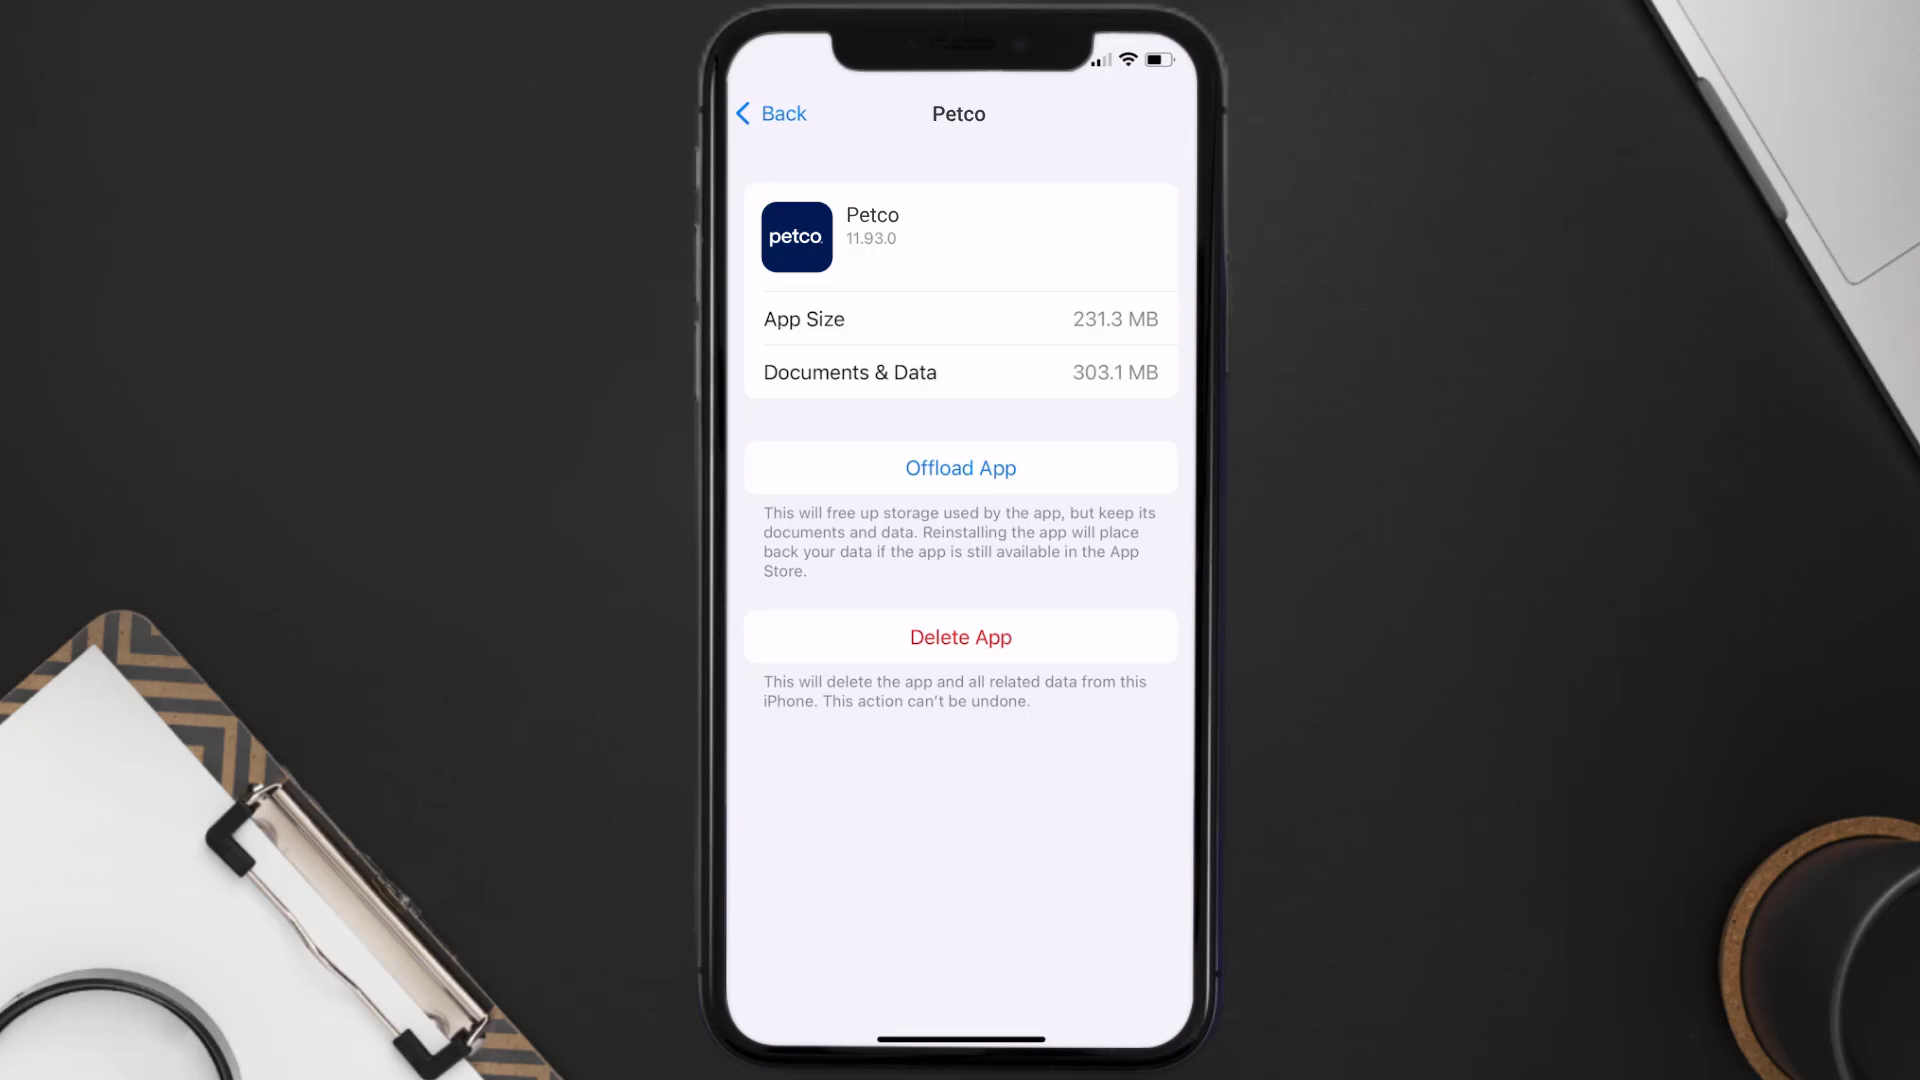 Back
Petco
petco
Petco
11.93.0
App Size
231.3 MB
Documents & Data
303.1 MB
Offload App
This will free up storage used by the app, but keep its
documents and data. Reinstalling the app will place
back your data if the app is still available in the App
Store.
Delete App
This will delete the app and all related data from this
iPhone. This action can’t be undone.